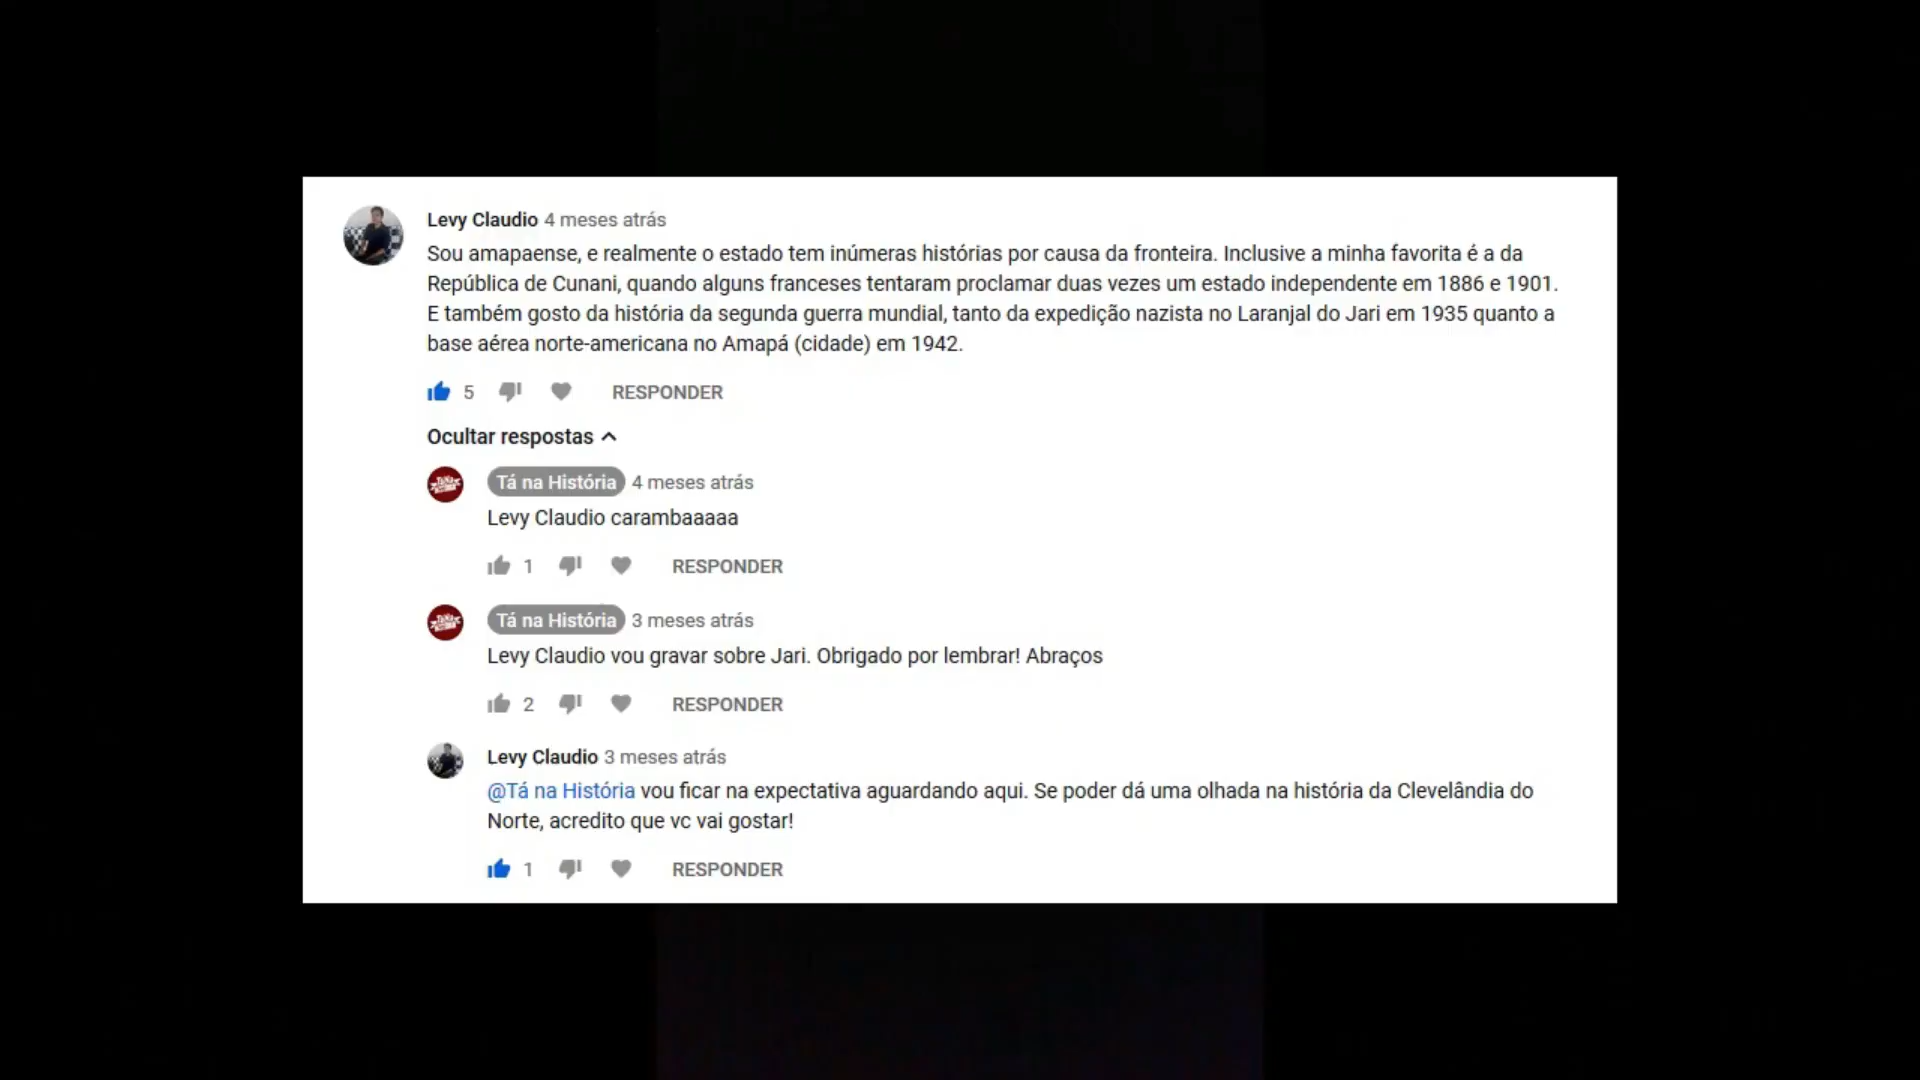 Levy Claudio 4 meses atrás
Sou amapaense, e realmente o estado tem inúmeras histórias por causa da fronteira. Inclusive a minha favorita é a da
República de Cunani, quando alguns franceses tentaram proclamar duas vezes um estado independente em 1886 e 1901.
E também gosto da história da segunda guerra mundial, tanto da expedição nazista no Laranjal do Jari em 1935 quanto a
base aérea norte-americana no Amapá (cidade) em 1942.
5 RESPONDER
Ocultar respostas
Tá na História 4 meses atrás
Levy Claudio carambaaaaa
1 RESPONDER
Tá na História 3 meses atrás
Levy Claudio vou gravar sobre Jari. Obrigado por lembrar! Abraços
2 RESPONDER
Levy Claudio 3 meses atrás
@Tá na História vou ficar na expectativa aguardando aqui. Se poder dá uma olhada na história da Clevelândia do
Norte, acredito que vc vai gostar!
1 RESPONDER